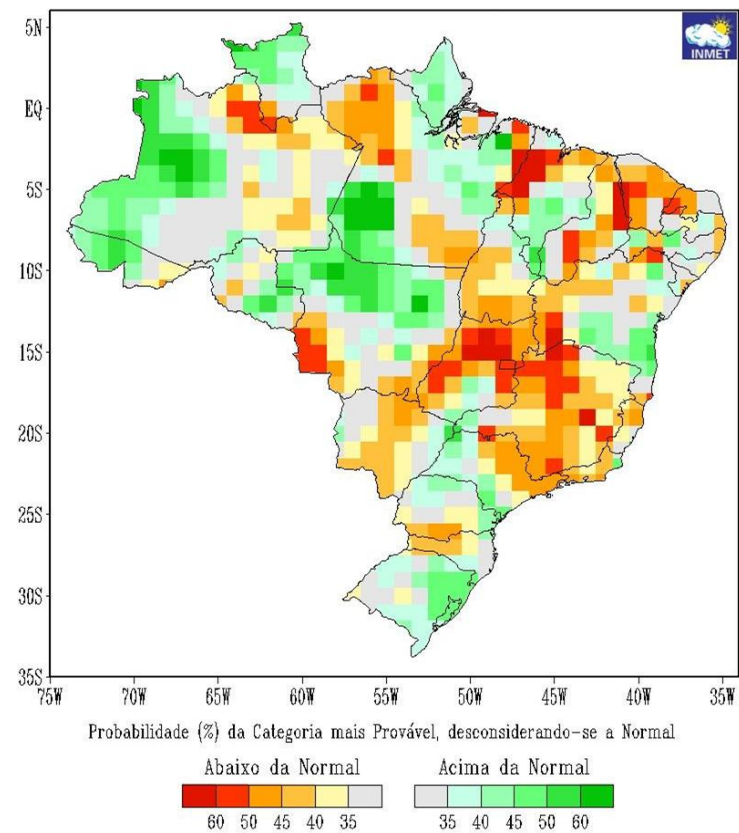 INMET
5N
EQ
5S
10S
15S
20S
25S
30S
35S
75W 70W 65W 60W 55W 50W 45W 40W 35W
Probabilidade (%) da Categoria mais Provável, desconsiderando-se a Normal
Abaixo da Normal Acima da Normal
60 50 45 40 35 35 40 45 50 60